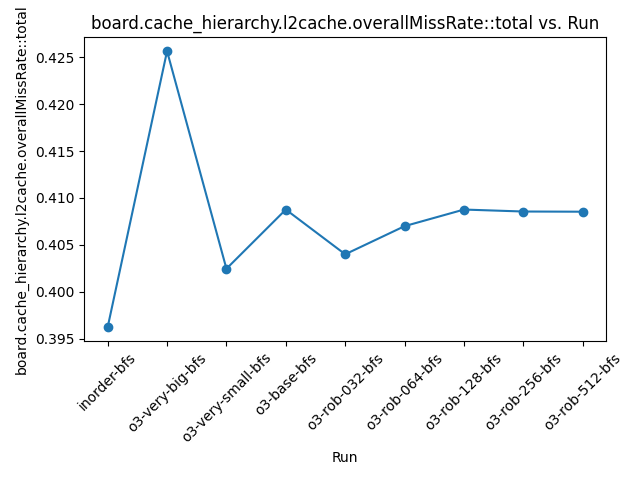 board.cache_hierarchy.l2cache.overallMissRate::total vs. Run
board.cache_hierarchy.l2cache.overallMissRate::total
0.425
0.420
0.415
0.410
0.405
0.400
0.395
inorder-bfs
o3-very-big-bfs
o3-very-small-bfs
o3-base-bfs
o3-rob-032-bfs
o3-rob-064-bfs
o3-rob-128-bfs
o3-rob-256-bfs
o3-rob-512-bfs
Run